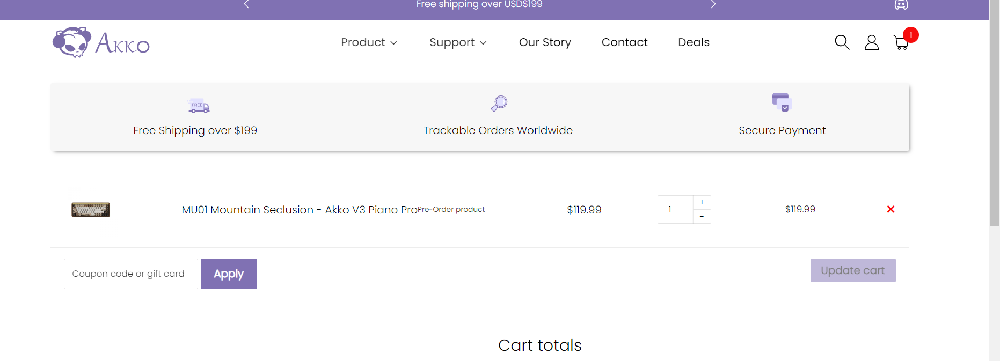 Free shipping over USD$199
Akko
Product
Support
Our Story
Contact
Deals
1
FREE
Free Shipping over $199
Trackable Orders Worldwide
Secure Payment
MU01 Mountain Seclusion - Akko V3 Piano ProPre-Order product
$119.99
1
+
-
$119.99
Coupon code or gift card
Apply
Update cart
Cart totals